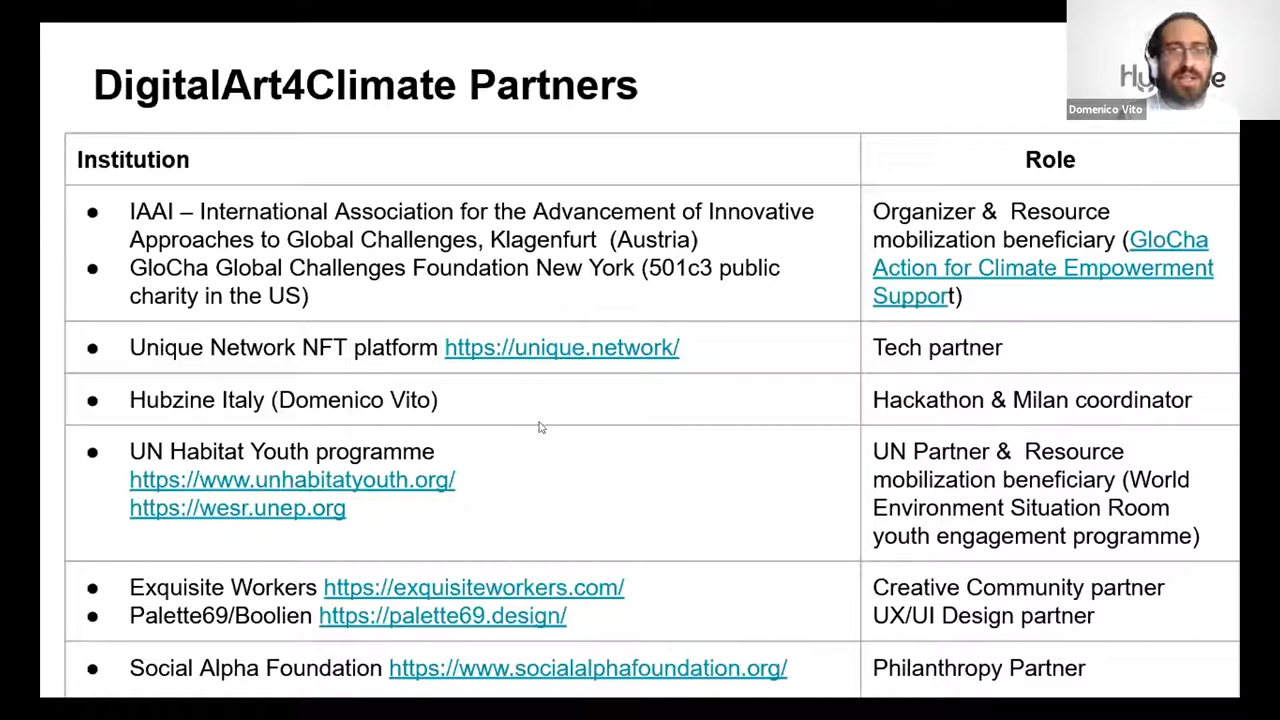 DigitalArt4Climate Partners
Domenico Vito
Institution
Role
● IAAI – International Association for the Advancement of Innovative
Approaches to Global Challenges, Klagenfurt (Austria)
● GloCha Global Challenges Foundation New York (501c3 public
charity in the US)
Organizer & Resource
mobilization beneficiary (GloCha
Action for Climate Empowerment
Support)
● Unique Network NFT platform https://unique.network/
Tech partner
● Hubzine Italy (Domenico Vito)
Hackathon & Milan coordinator
● UN Habitat Youth programme
https://www.unhabitatyouth.org/
https://wesr.unep.org
UN Partner & Resource
mobilization beneficiary (World
Environment Situation Room
youth engagement programme)
● Exquisite Workers https://exquisiteworkers.com/
● Palette69/Boolien https://palette69.design/
Creative Community partner
UX/UI Design partner
● Social Alpha Foundation https://www.socialalphafoundation.org/
Philanthropy Partner